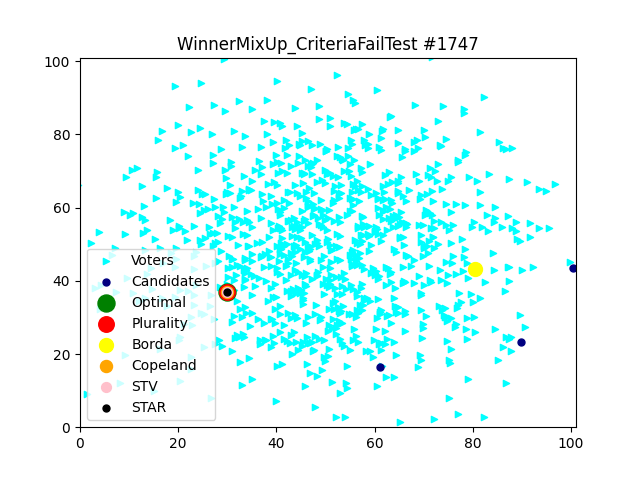 WinnerMixUp_CriteriaFailTest #1747
100
80
60
40
20
0
0 20 40 60 80 100
Voters
Candidates
Optimal
Plurality
Borda
Copeland
STV
STAR